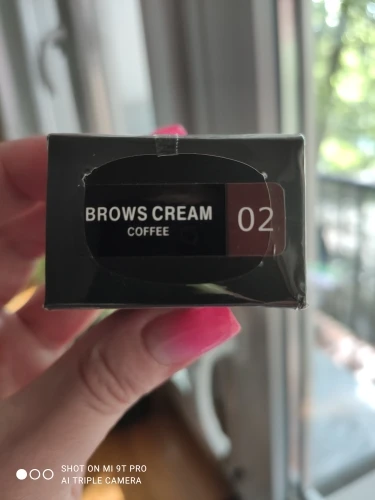 BROWS CREAM
COFFEE
02
SHOT ON MI 9T PRO
AI TRIPLE CAMERA